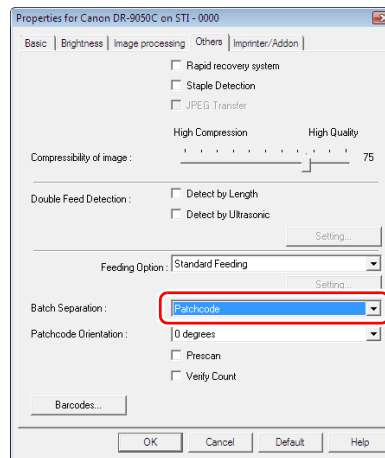 Properties for Canon DR-9050C on STI - 0000
Basic Brightness Image processing Others Imprinter/Addon
Rapid recovery system
Staple Detection
JPEG Transfer
High Compression High Quality
Compressibility of image : 75
Double Feed Detection : Detect by Length
Detect by Ultrasonic
Setting...
Feeding Option : Standard Feeding
Setting...
Batch Separation : Patchcode
Patchcode Orientation : 0 degrees
Prescan
Verify Count
Barcodes...
OK Cancel Default Help